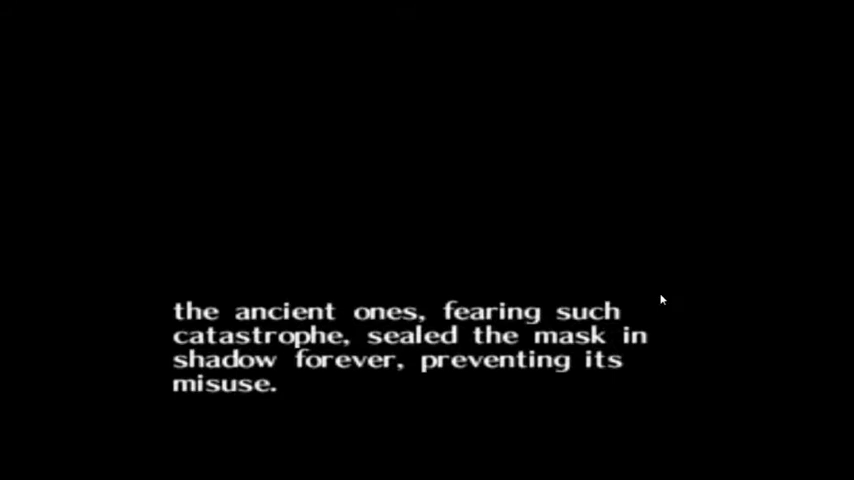 the ancient ones, fearing such
catastrophe, sealed the mask in
shadow forever, preventing its
misuse.